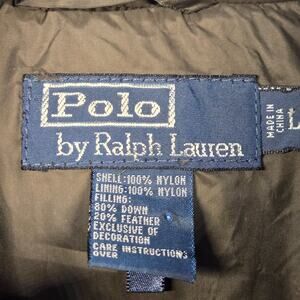 Polo
by Ralph Lauren
MADE IN
CHINA
L
SHELL:100% NYLON
LINING:100% NYLON
FILLING:
80% DOWN
20% FEATHER
EXCLUSIVE OF
DECORATION
CARE INSTRUCTIONS
OVER